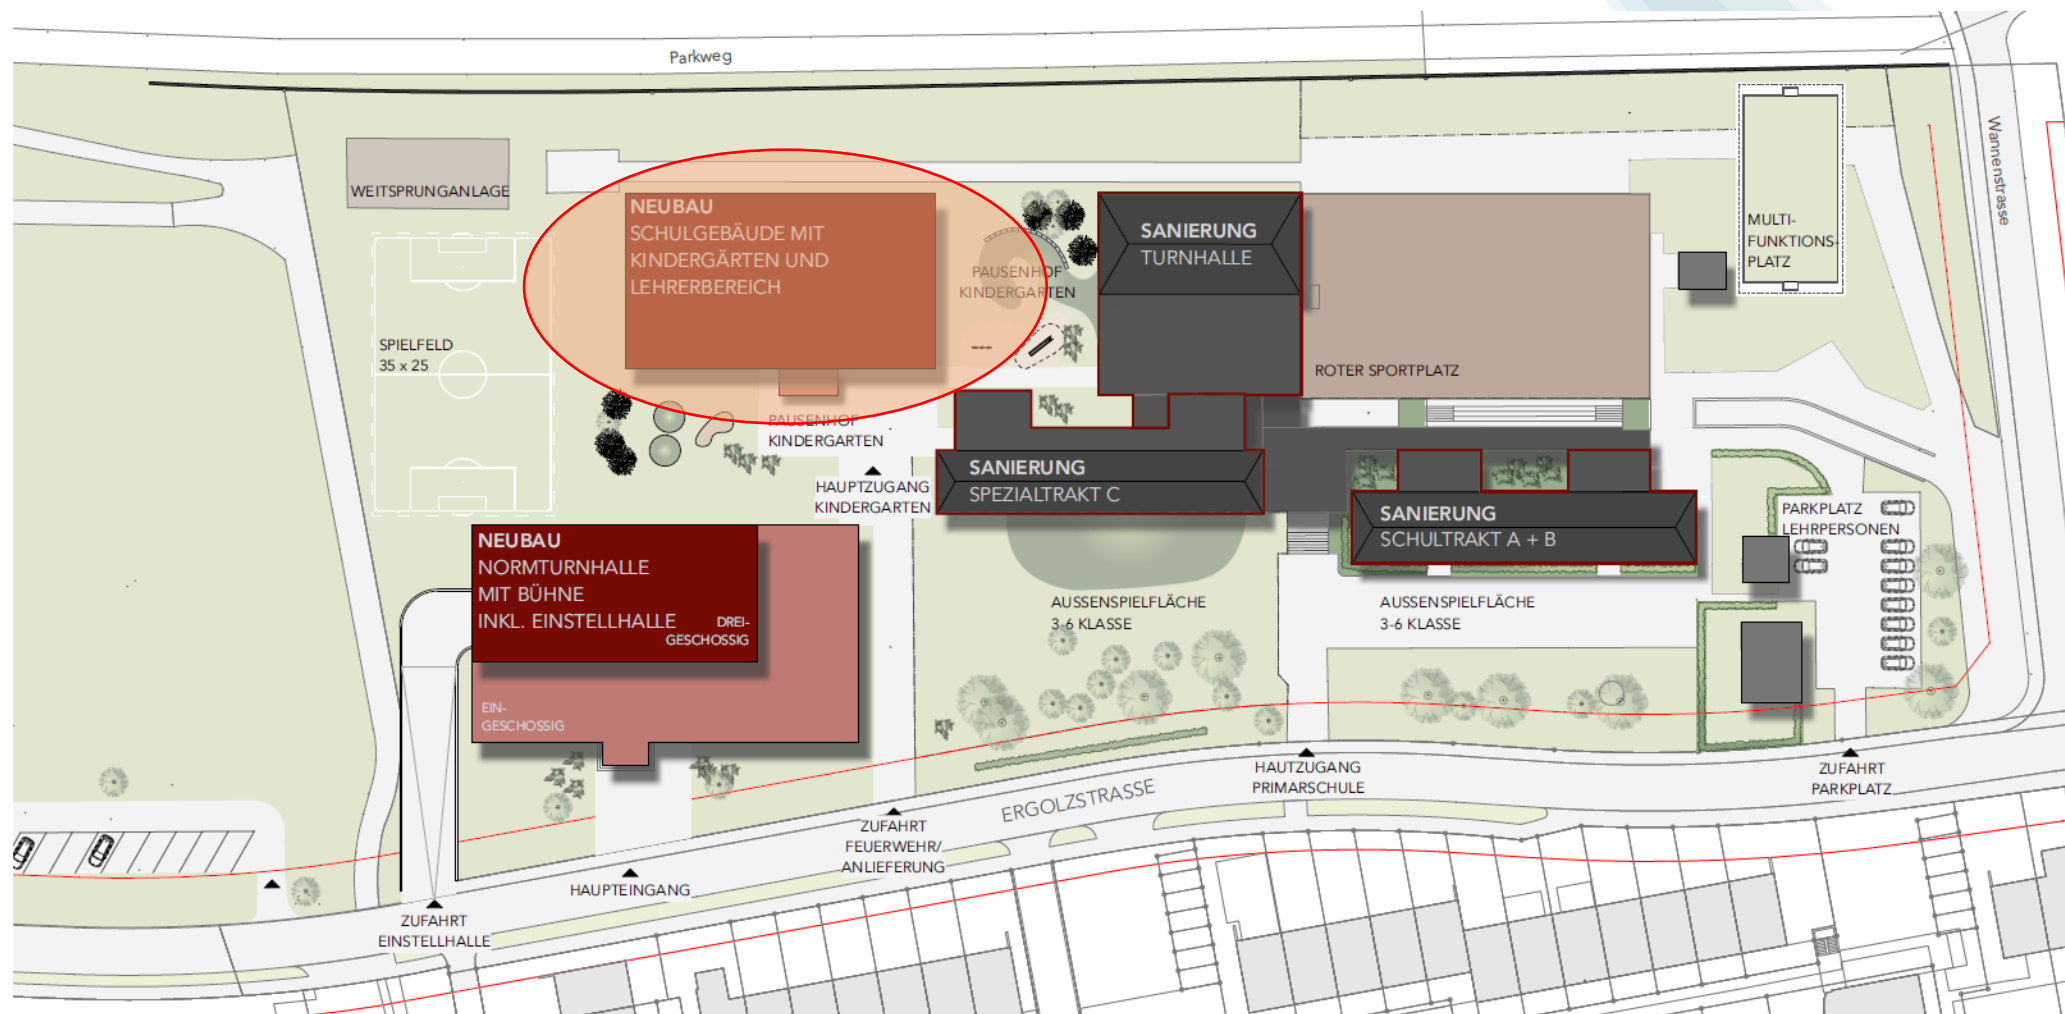 Parkweg
Wannenstrasse
WEITSPRUNGANLAGE
NEUBAU
SCHULGEBÄUDE MIT
KINDERGÄRTEN UND
LEHRERBEREICH
PAUSENHOF
KINDERGARTEN
SANIERUNG
TURNHALLE
MULTI-
FUNKTIONS-
PLATZ
SPIELFELD
35 x 25
ROTER SPORTPLATZ
PAUSENHOF
KINDERGARTEN
HAUPTZUGANG
KINDERGARTEN
SANIERUNG
SPEZIALTRAKT C
SANIERUNG
SCHULTRAKT A + B
PARKPLATZ
LEHRPERSONEN
NEUBAU
NORMTURNHALLE
MIT BÜHNE
INKL. EINSTELLHALLE
DREI-
GESCHOSSIG
EIN-
GESCHOSSIG
AUSSENSPIELFLÄCHE
3-6 KLASSE
AUSSENSPIELFLÄCHE
3-6 KLASSE
HAUTZUGANG
PRIMARSCHULE
ZUFAHRT
PARKPLATZ
ERGOLZSTRASSE
ZUFAHRT
FEUERWEHR/
ANLIEFERUNG
HAUPTEINGANG
ZUFAHRT
EINSTELLHALLE